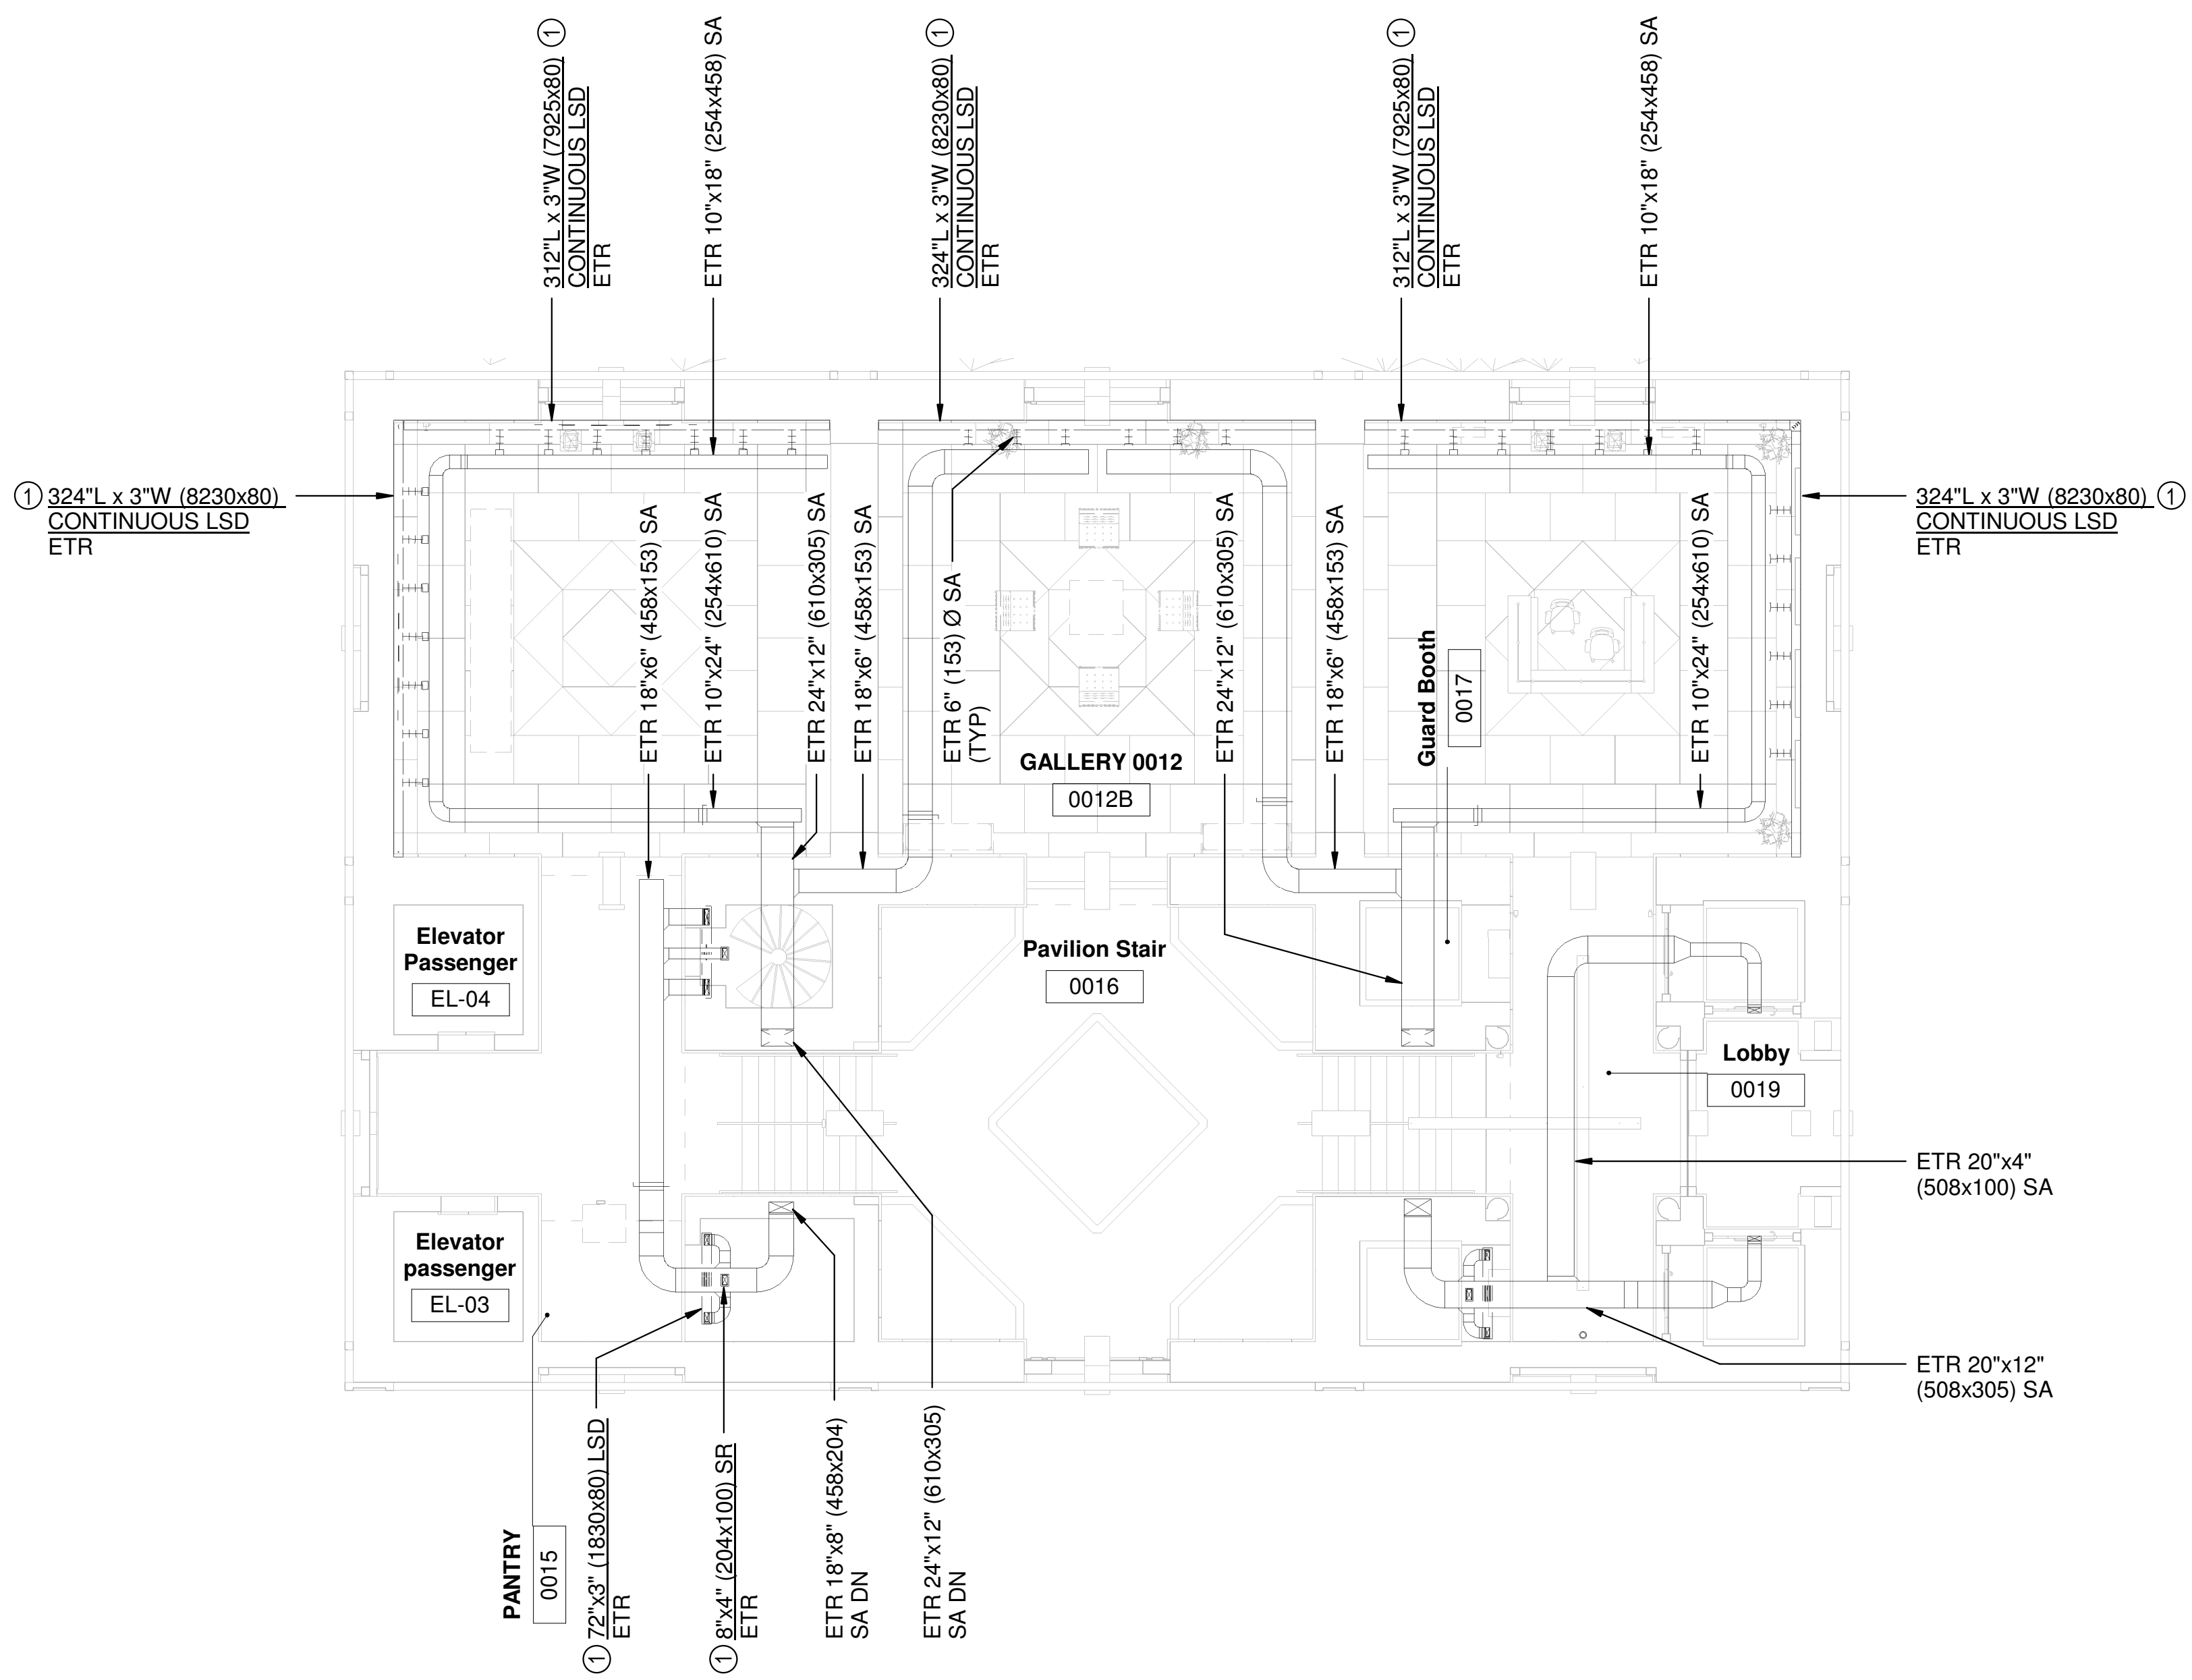 312"L x 3"W (7925x80) 1
CONTINUOUS LSD
ETR
ETR 10"x18" (254x458) SA
324"L x 3"W (8230x80) 1
CONTINUOUS LSD
ETR
312"L x 3"W (7925x80) 1
CONTINUOUS LSD
ETR
ETR 10"x18" (254x458) SA
1 324"L x 3"W (8230x80)
CONTINUOUS LSD
ETR
324"L x 3"W (8230x80) 1
CONTINUOUS LSD
ETR
ETR 18"x6" (458x153) SA
ETR 10"x24" (254x610) SA
ETR 24"x12" (610x305) SA
ETR 18"x6" (458x153) SA
ETR 6" (153) Ø SA
(TYP)
GALLERY 0012
0012B
ETR 24"x12" (610x305) SA
ETR 18"x6" (458x153) SA
Guard Booth
0017
ETR 10"x24" (254x610) SA
Elevator
Passenger
EL-04
Pavilion Stair
0016
Lobby
0019
ETR 20"x4"
(508x100) SA
Elevator
passenger
EL-03
ETR 20"x12"
(508x305) SA
PANTRY
0015
1 72"x3" (1830x80) LSD
ETR
1 8"x4" (204x100) SR
ETR
ETR 18"x8" (458x204)
SA DN
ETR 24"x12" (610x305)
SA DN